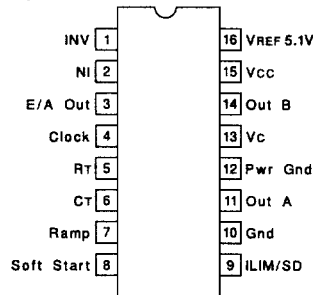 INV 1 16 VREF 5.1V
NI 2 15 VCC
E/A Out 3 14 Out B
Clock 4 13 VC
RT 5 12 Pwr Gnd
CT 6 11 Out A
Ramp 7 10 Gnd
Soft Start 8 9 ILIM/SD